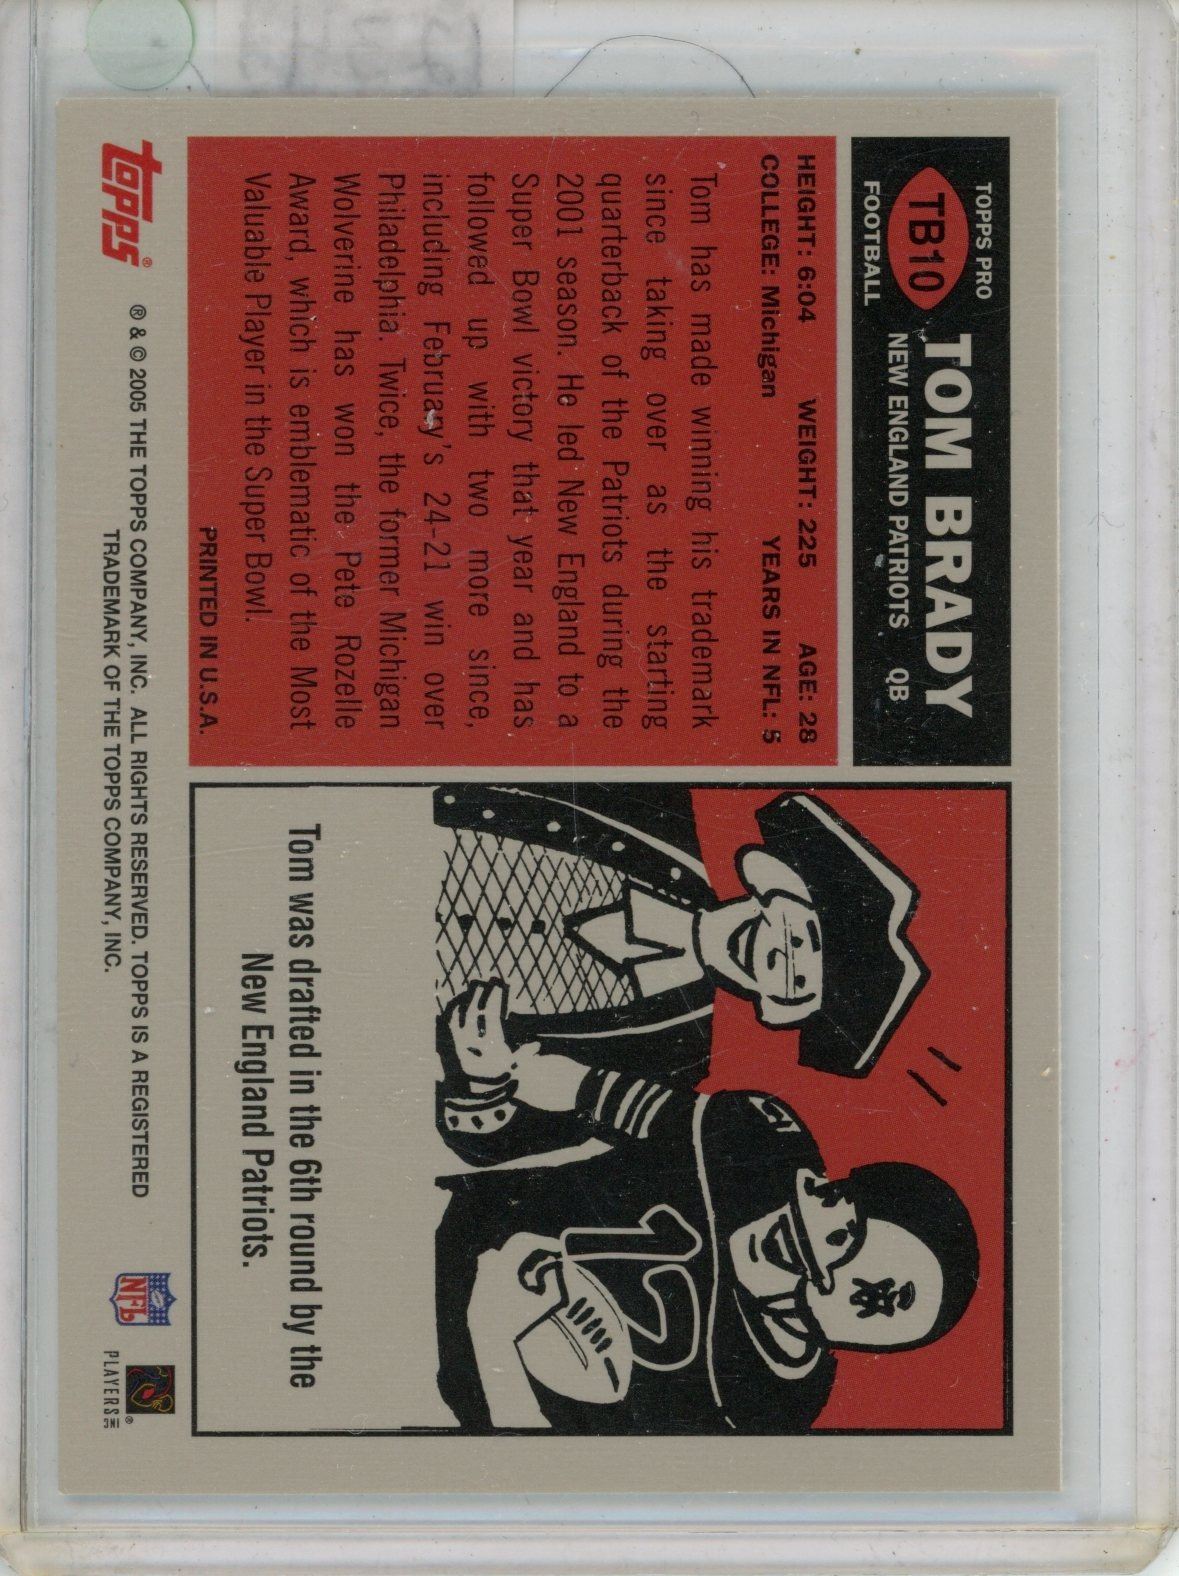 TOPPS PRO
TB10
FOOTBALL
TOM BRADY
NEW ENGLAND PATRIOTS QB
HEIGHT: 6:04 WEIGHT: 225 AGE: 28
COLLEGE: Michigan YEARS IN NFL: 5
Tom has made winning his trademark
since taking over as the starting
quarterback of the Patriots during the
2001 season. He led New England to a
Super Bowl victory that year and has
followed up with two more since,
including February's 24-21 win over
Philadelphia. Twice, the former Michigan
Wolverine has won the Pete Rozelle
Award, which is emblematic of the Most
Valuable Player in the Super Bowl.
PRINTED IN U.S.A.
12
Tom was drafted in the 6th round by the
New England Patriots.
topps®
® & © 2005 THE TOPPS COMPANY, INC. ALL RIGHTS RESERVED. TOPPS IS A REGISTERED
TRADEMARK OF THE TOPPS COMPANY, INC.
NFL
PLAYERS INC